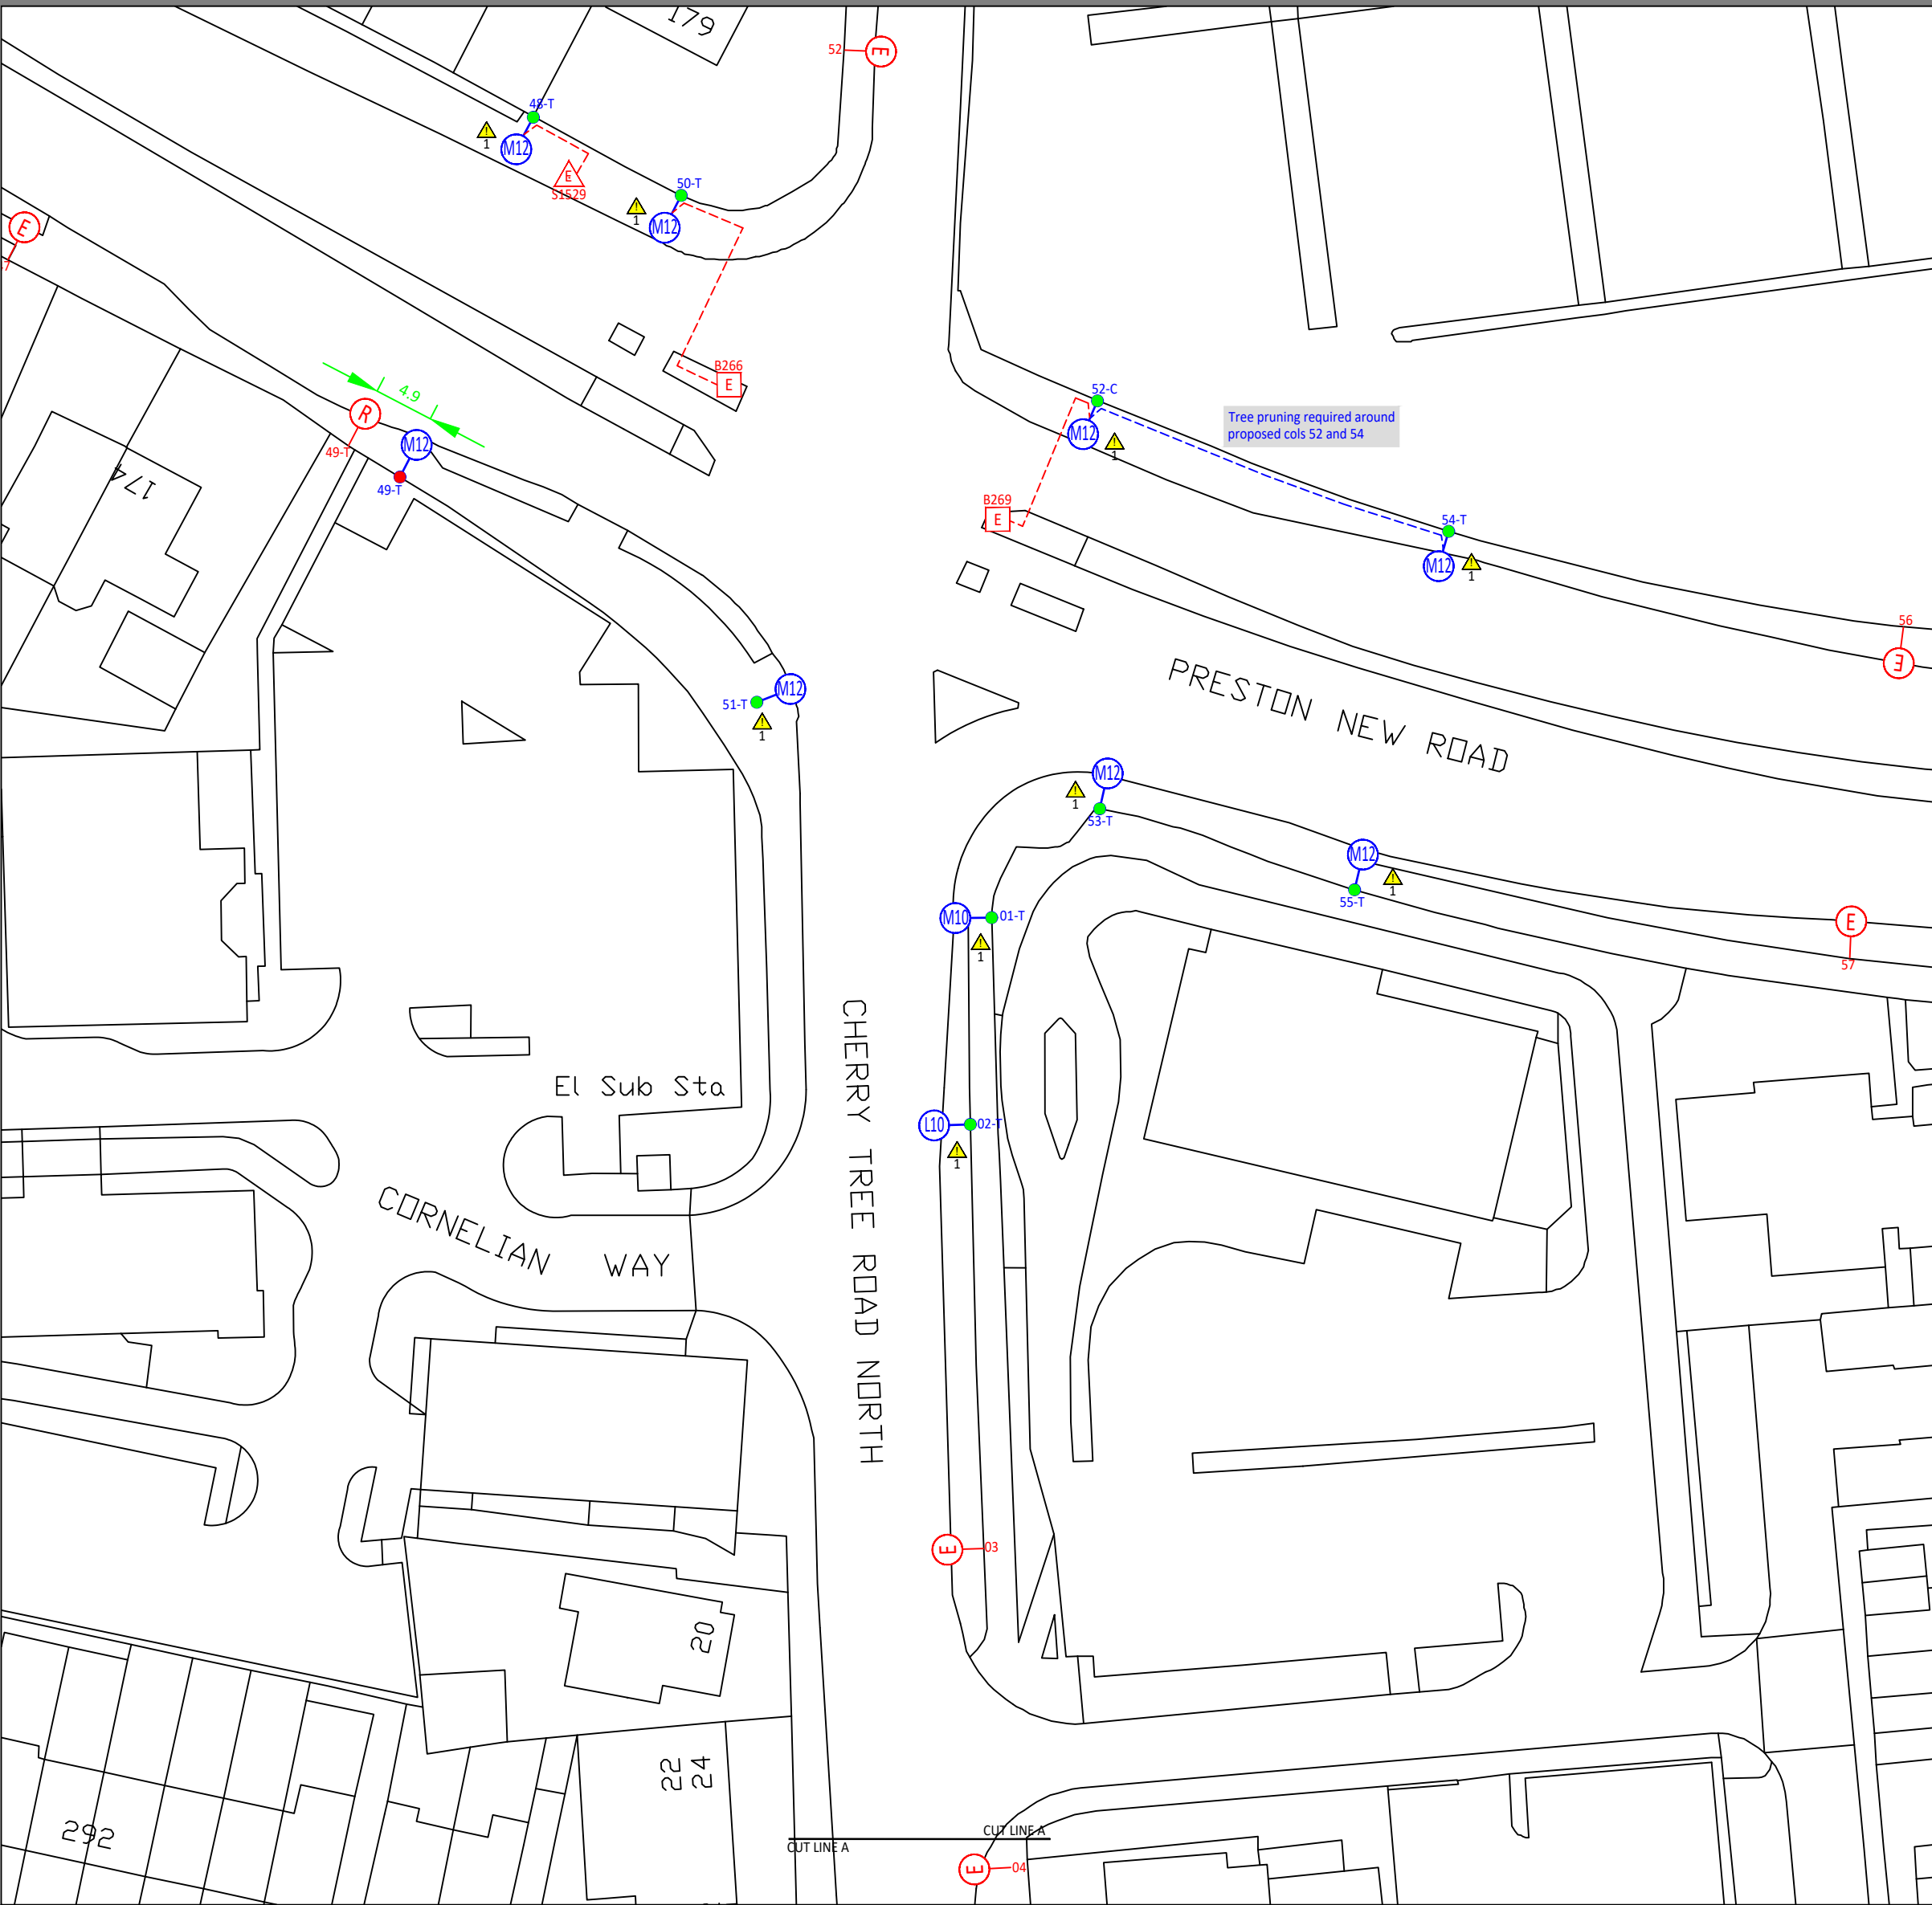 179
52
E
48-T
1
M12
E
S1529
50-T
1
M12
E
4.9
B266
E
R
49-T
M12
49-T
174
52-C
M12
1
Tree pruning required around
proposed cols 52 and 54
B269
E
54-T
M12
1
56
E
51-T
M12
1
PRESTON NEW ROAD
M12
1
53-T
M12
1
55-T
M10
01-T
1
E
57
CHERRY TREE ROAD NORTH
El Sub Sta
L10
02-T
1
CORNELIAN WAY
E
03
20
22
24
292
CUT LINE A
CUT LINE A
E
04